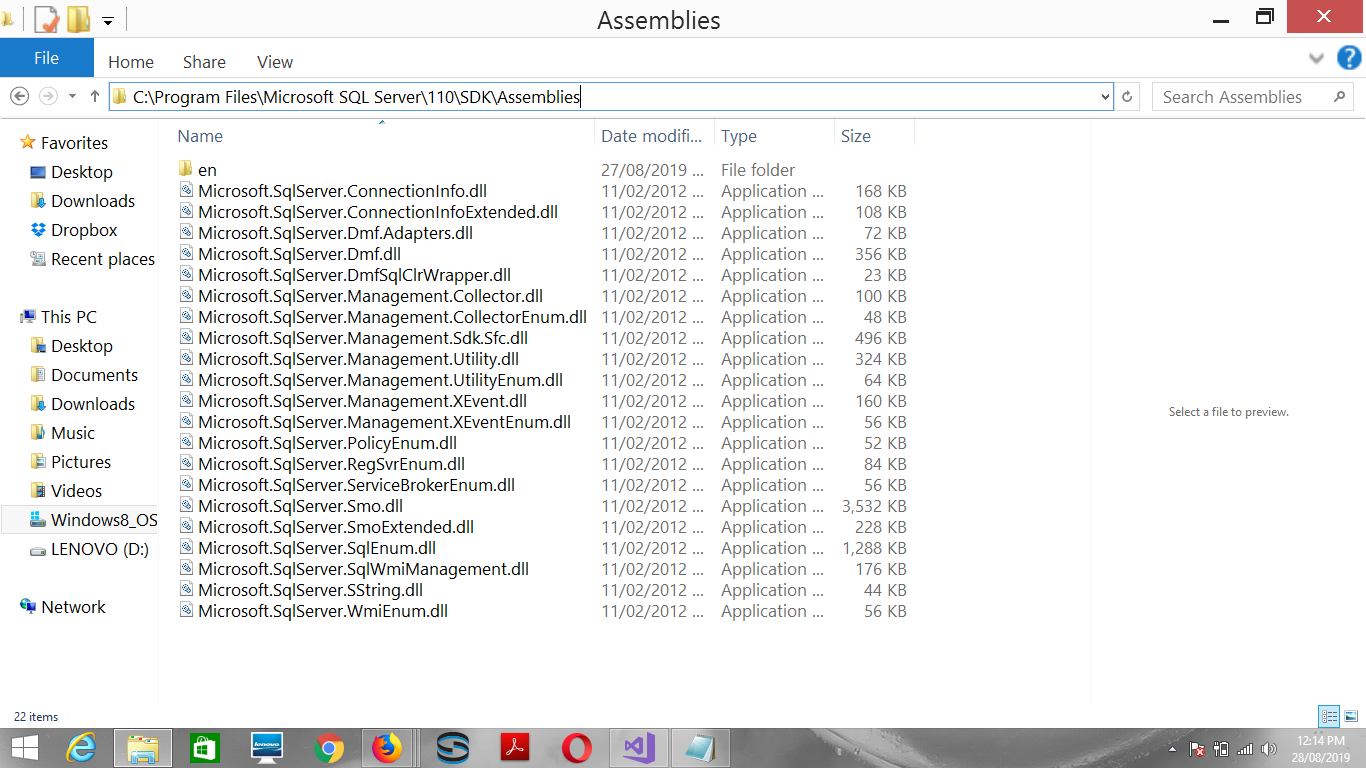 Assemblies
File Home Share View
C:\Program Files\Microsoft SQL Server\110\SDK\Assemblies
Search Assemblies
Name Date modifi... Type Size
Favorites
Desktop
Downloads
Dropbox
Recent places
This PC
Desktop
Documents
Downloads
Music
Pictures
Videos
Windows8_OS
LENOVO (D:)
Network
en 27/08/2019 ... File folder
Microsoft.SqlServer.ConnectionInfo.dll 11/02/2012 ... Application ... 168 KB
Microsoft.SqlServer.ConnectionInfoExtended.dll 11/02/2012 ... Application ... 108 KB
Microsoft.SqlServer.Dmf.Adapters.dll 11/02/2012 ... Application ... 72 KB
Microsoft.SqlServer.Dmf.dll 11/02/2012 ... Application ... 356 KB
Microsoft.SqlServer.DmfSqlClrWrapper.dll 11/02/2012 ... Application ... 23 KB
Microsoft.SqlServer.Management.Collector.dll 11/02/2012 ... Application ... 100 KB
Microsoft.SqlServer.Management.CollectorEnum.dll 11/02/2012 ... Application ... 48 KB
Microsoft.SqlServer.Management.Sdk.Sfc.dll 11/02/2012 ... Application ... 496 KB
Microsoft.SqlServer.Management.Utility.dll 11/02/2012 ... Application ... 324 KB
Microsoft.SqlServer.Management.UtilityEnum.dll 11/02/2012 ... Application ... 64 KB
Microsoft.SqlServer.Management.XEvent.dll 11/02/2012 ... Application ... 160 KB
Microsoft.SqlServer.Management.XEventEnum.dll 11/02/2012 ... Application ... 56 KB
Microsoft.SqlServer.PolicyEnum.dll 11/02/2012 ... Application ... 52 KB
Microsoft.SqlServer.RegSvrEnum.dll 11/02/2012 ... Application ... 84 KB
Microsoft.SqlServer.ServiceBrokerEnum.dll 11/02/2012 ... Application ... 56 KB
Microsoft.SqlServer.Smo.dll 11/02/2012 ... Application ... 3,532 KB
Microsoft.SqlServer.SmoExtended.dll 11/02/2012 ... Application ... 228 KB
Microsoft.SqlServer.SqlEnum.dll 11/02/2012 ... Application ... 1,288 KB
Microsoft.SqlServer.SqlWmiManagement.dll 11/02/2012 ... Application ... 176 KB
Microsoft.SqlServer.SString.dll 11/02/2012 ... Application ... 44 KB
Microsoft.SqlServer.WmiEnum.dll 11/02/2012 ... Application ... 56 KB
Select a file to preview.
22 items
lenovo
12:14 PM
28/08/2019